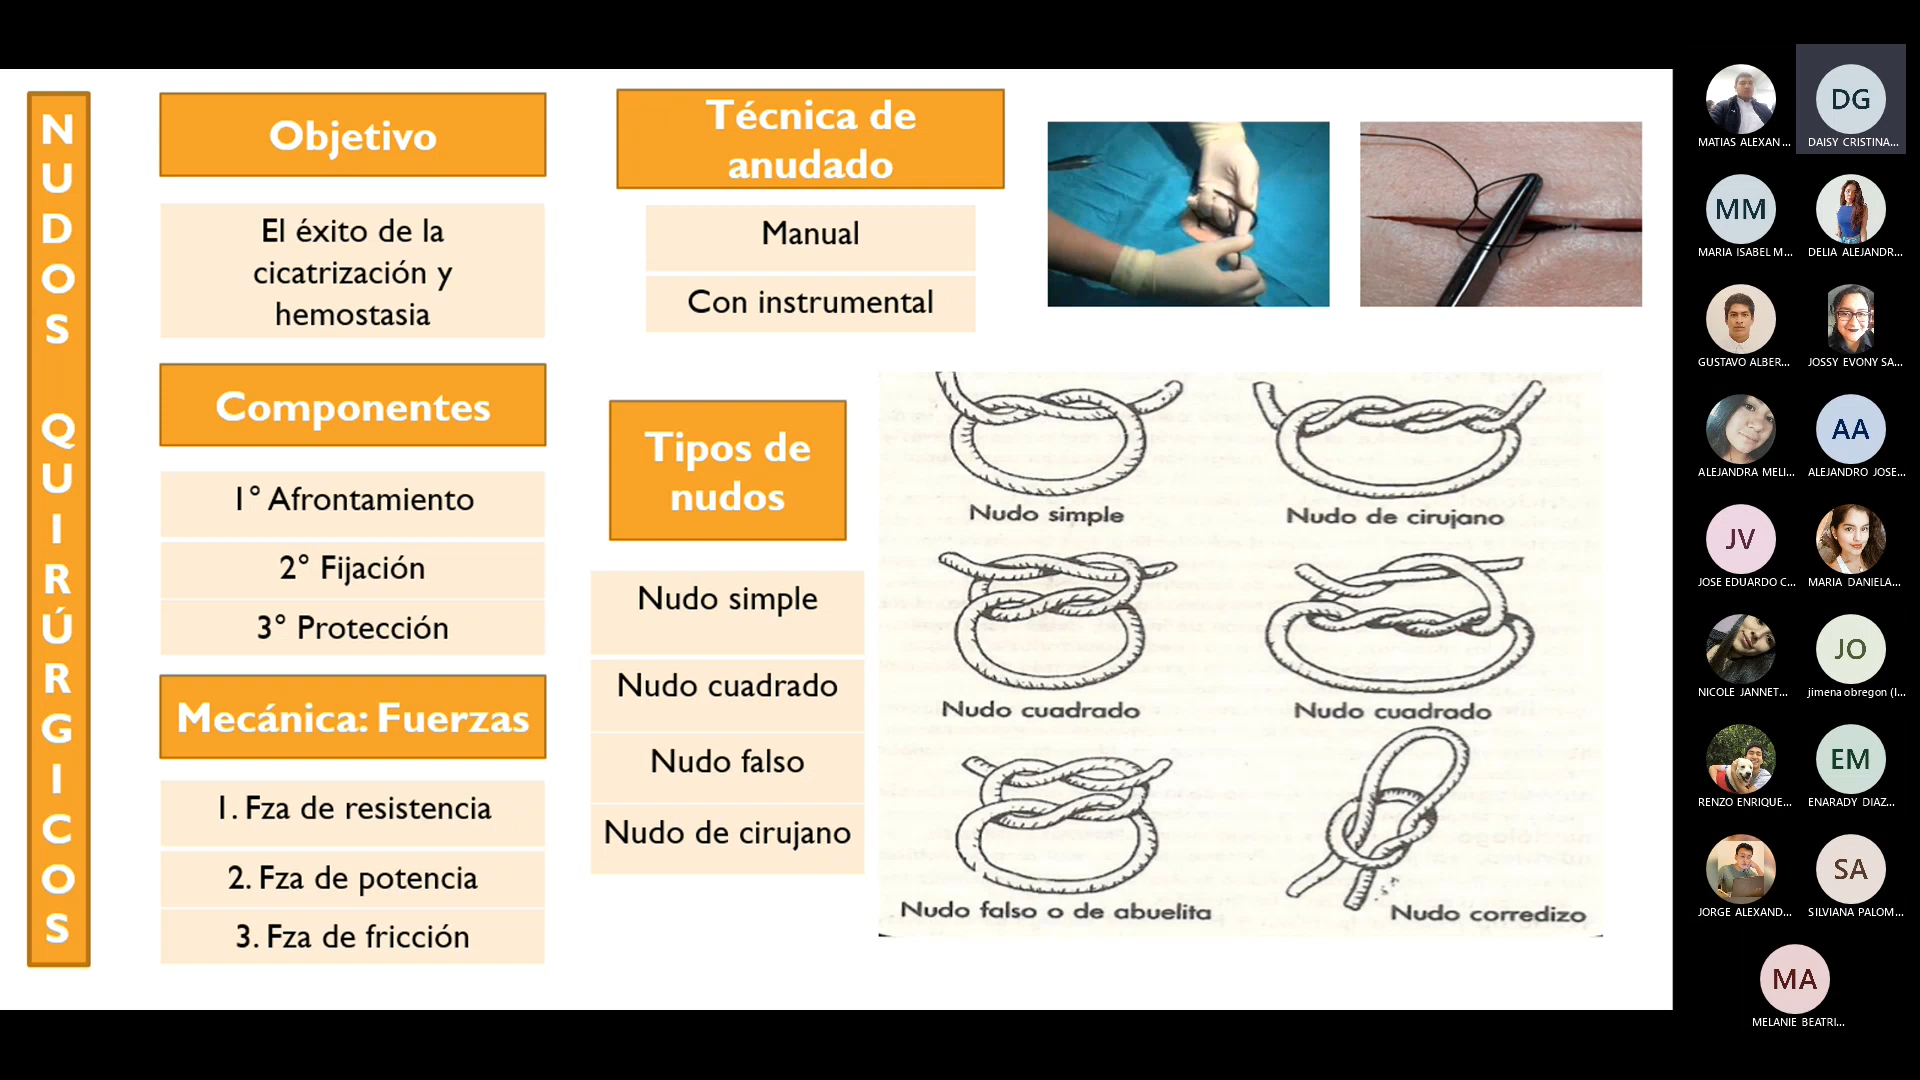 NUDOS QUIRÚRGICOS
Objetivo
El éxito de la
cicatrización y
hemostasia
Componentes
1° Afrontamiento
2° Fijación
3° Protección
Mecánica: Fuerzas
1. Fza de resistencia
2. Fza de potencia
3. Fza de fricción
Técnica de
anudado
Manual
Con instrumental
Tipos de
nudos
Nudo simple
Nudo cuadrado
Nudo falso
Nudo de cirujano
Nudo simple
Nudo de cirujano
Nudo cuadrado
Nudo cuadrado
Nudo falso o de abuelita
Nudo corredizo
MATIAS ALEXAN...
DG
DAISY CRISTINA...
MM
MARIA ISABEL M...
DELIA ALEJANDR...
GUSTAVO ALBER...
JOSSY EVONY SA...
ALEJANDRA MELI...
AA
ALEJANDRO JOSE...
JV
JOSE EDUARDO C...
MARIA DANIELA...
NICOLE JANNET...
JO
jimena obregon (I...
RENZO ENRIQUE...
EM
ENARADY DIAZ...
JORGE ALEXAND...
SA
SILVIANA PALOM...
MA
MELANIE BEATRI...